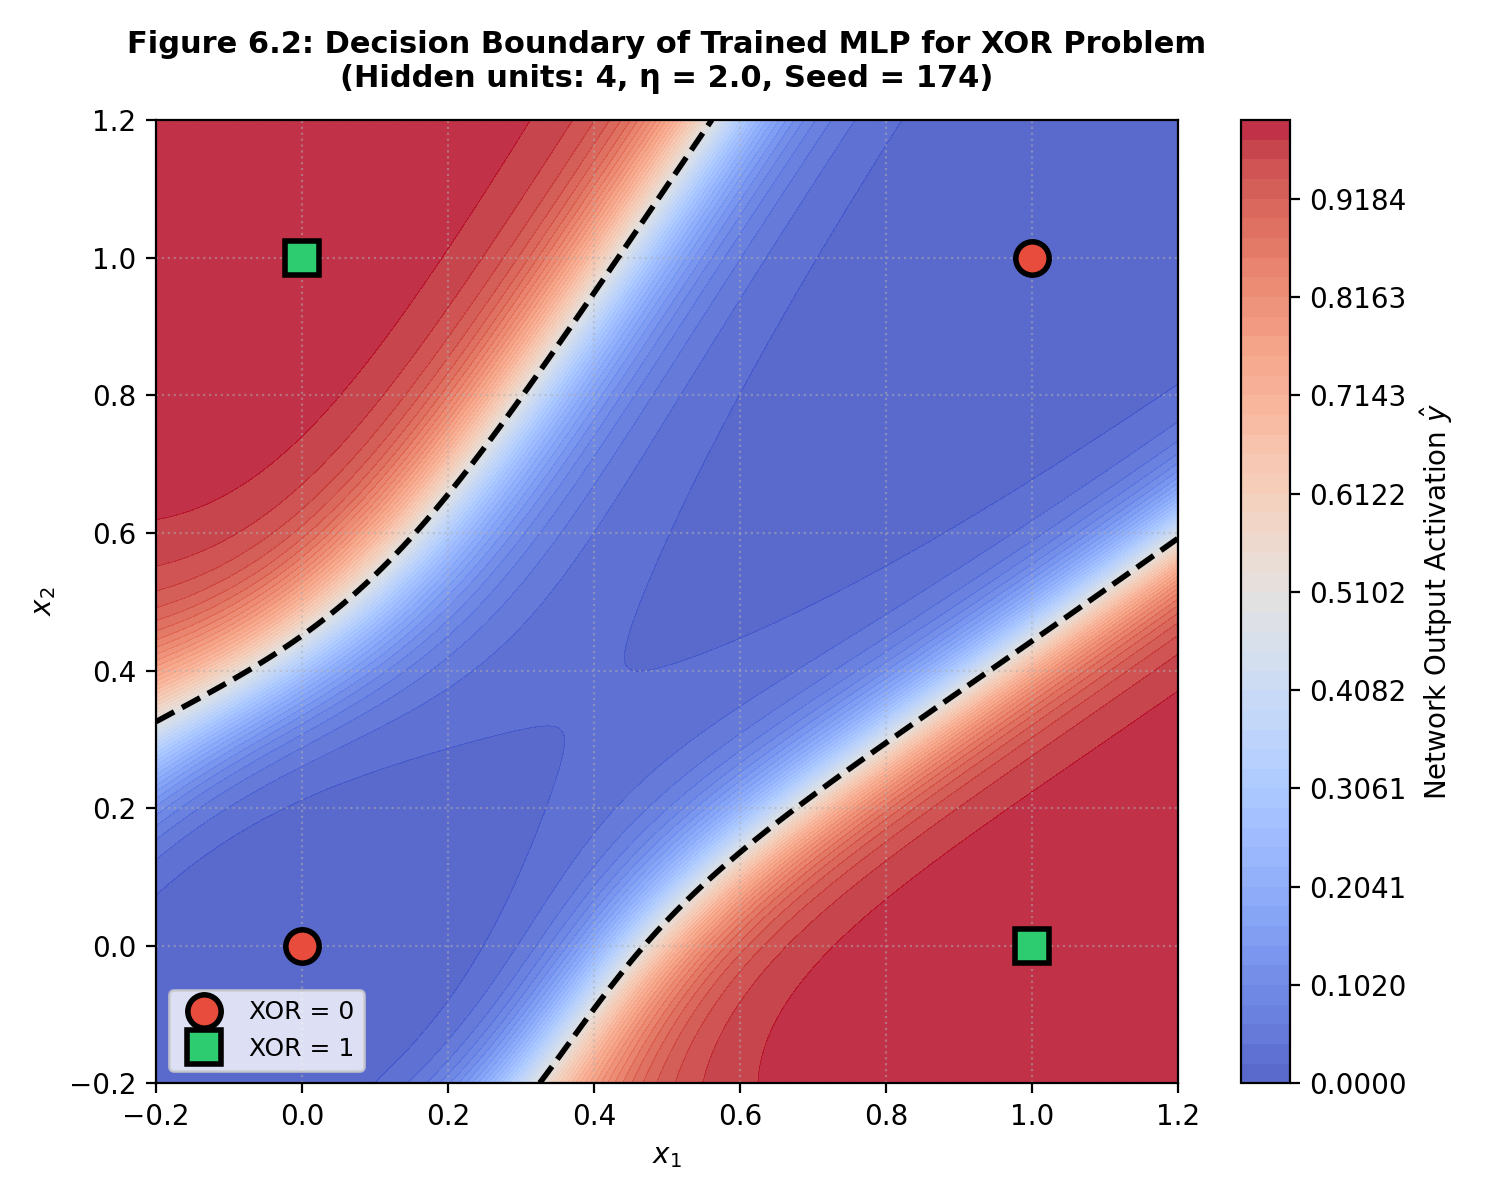 Figure 6.2: Decision Boundary of Trained MLP for XOR Problem
(Hidden units: 4, η = 2.0, Seed = 174)
1.2
1.0
0.8
0.6
0.4
0.2
0.0
−0.2
x₂
−0.2 0.0 0.2 0.4 0.6 0.8 1.0 1.2
x₁
XOR = 0
XOR = 1
0.9184
0.8163
0.7143
0.6122
0.5102
0.4082
0.3061
0.2041
0.1020
0.0000
Network Output Activation ŷ